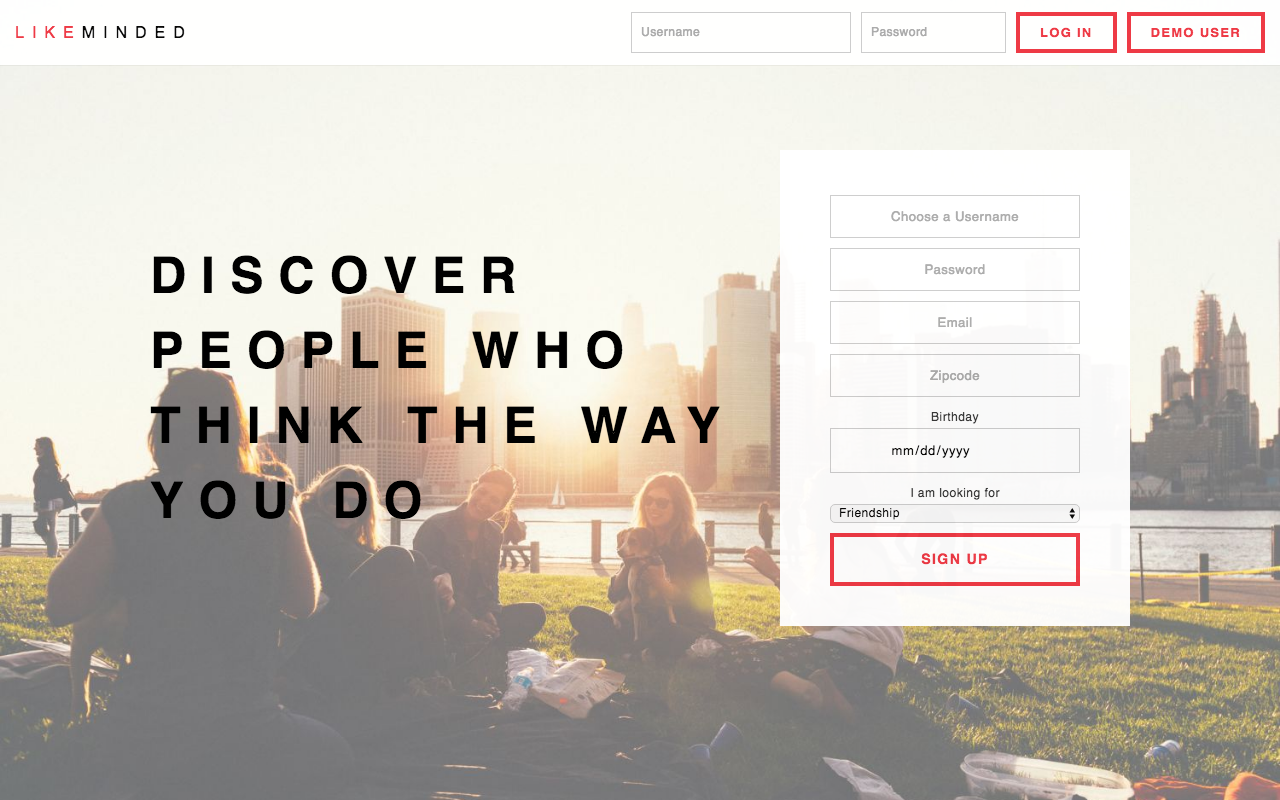 LIKEMINDED
Username
Password
LOG IN
DEMO USER
DISCOVER
PEOPLE WHO
THINK THE WAY
YOU DO
Choose a Username
Password
Email
Zipcode
Birthday
mm/dd/yyyy
I am looking for
Friendship
SIGN UP